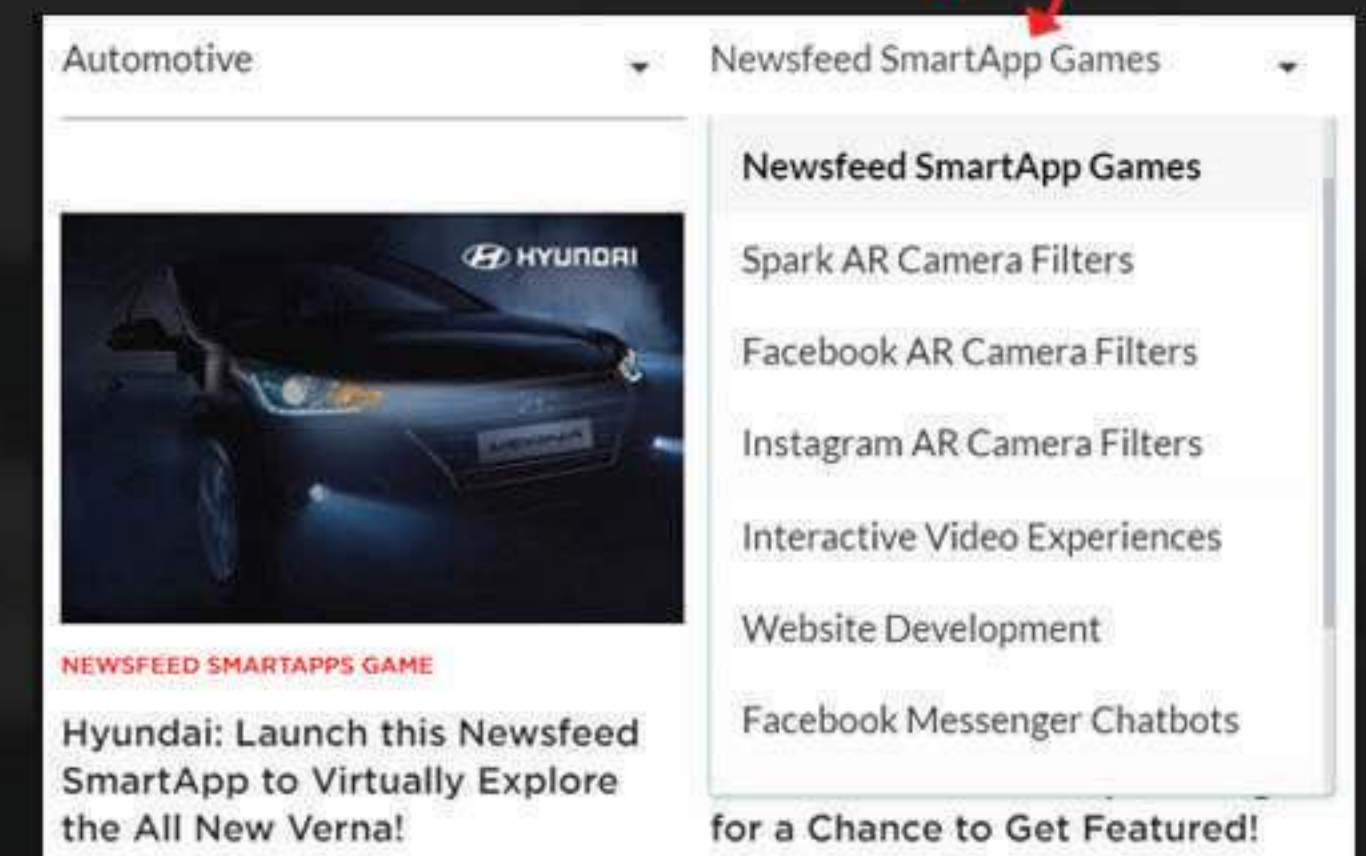 Automotive
Newsfeed SmartApp Games
Newsfeed SmartApp Games
Spark AR Camera Filters
Facebook AR Camera Filters
Instagram AR Camera Filters
Interactive Video Experiences
Website Development
Facebook Messenger Chatbots
HYUNDAI
VERNA
NEWSFEED SMARTAPPS GAME
Hyundai: Launch this Newsfeed
SmartApp to Virtually Explore
the All New Verna!
for a Chance to Get Featured!